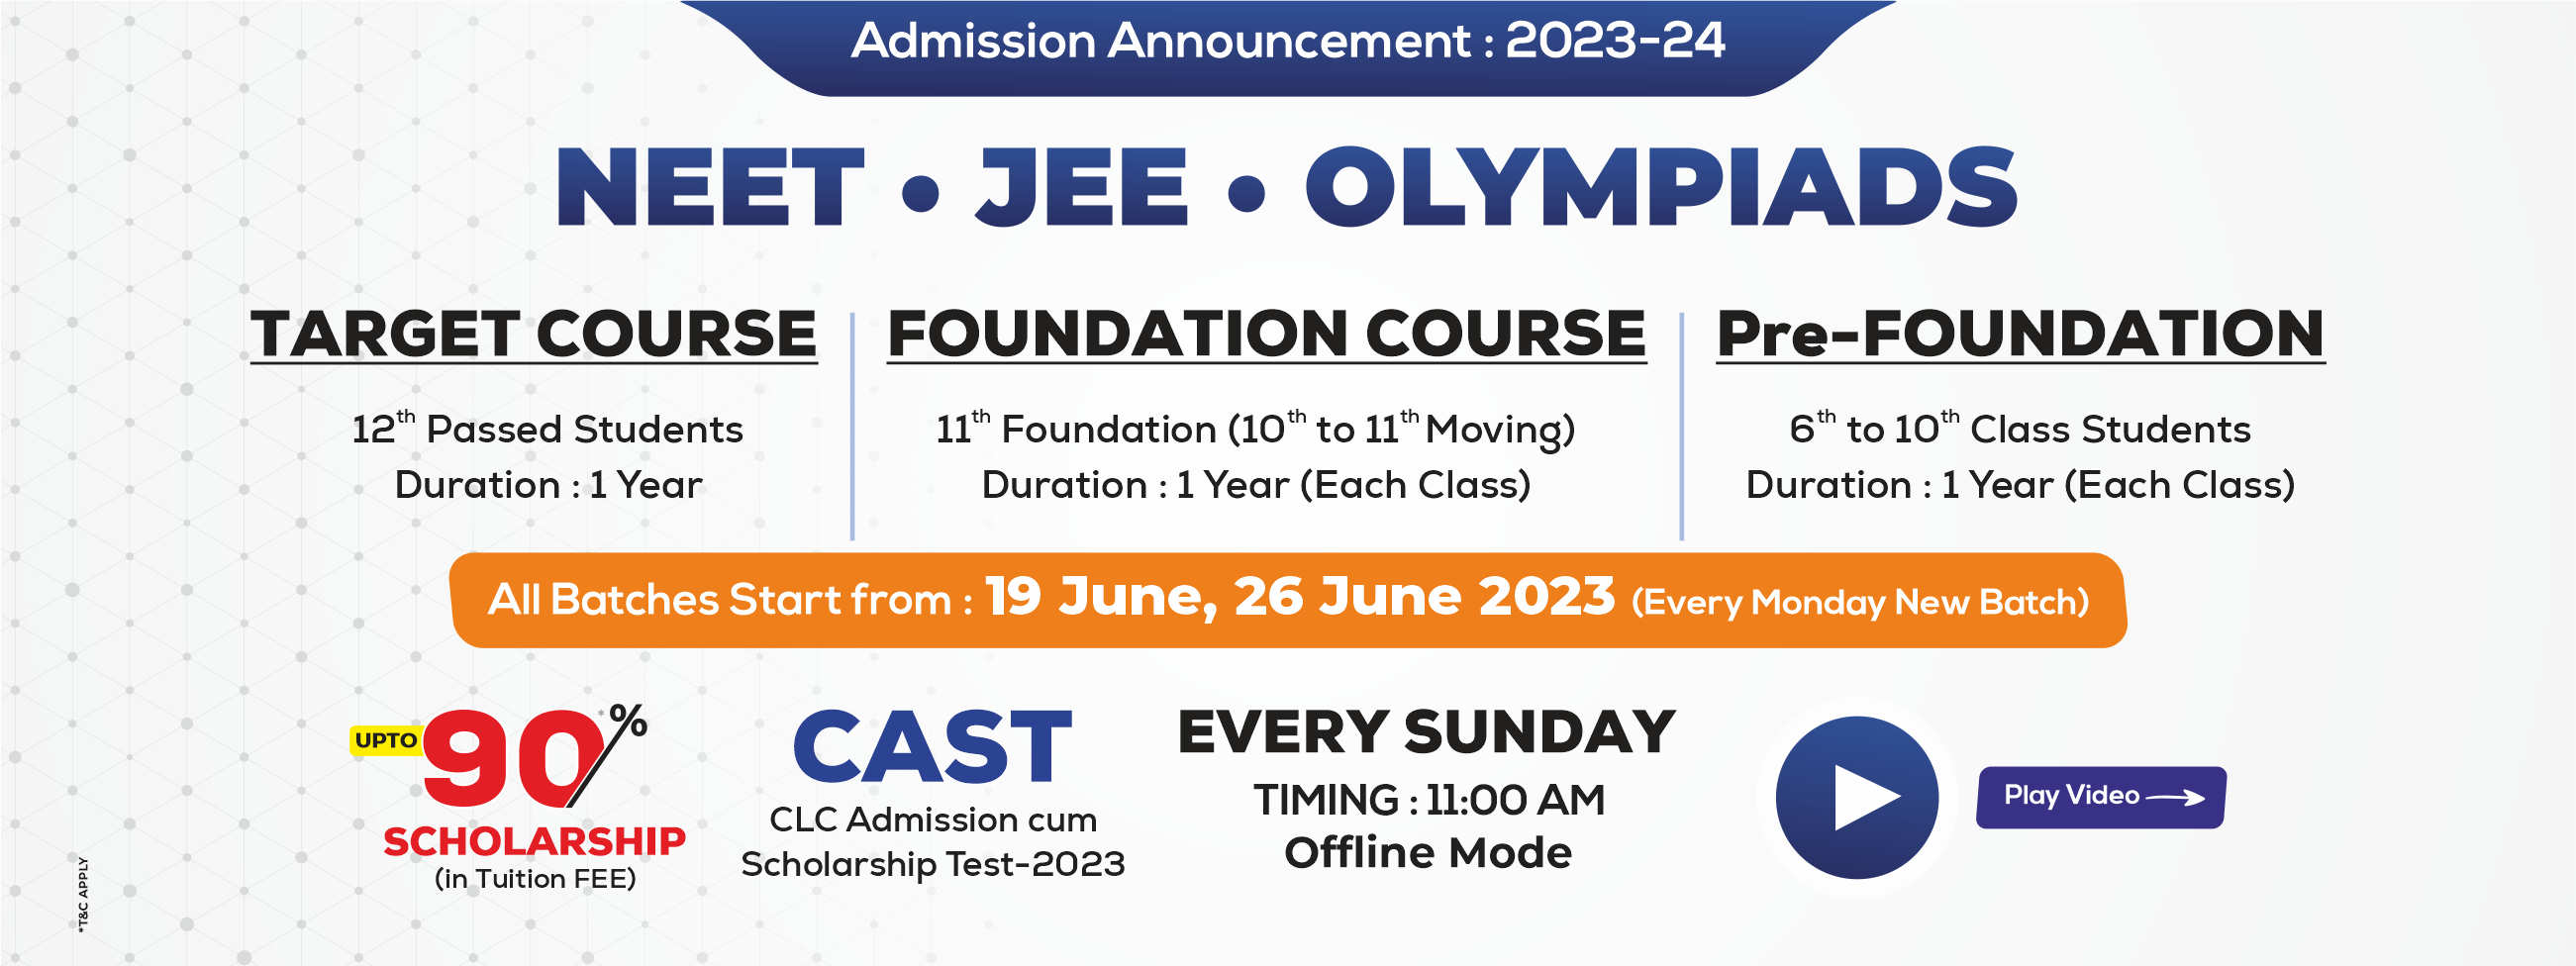 Admission Announcement : 2023-24
NEET • JEE • OLYMPIADS
TARGET COURSE
12th Passed Students
Duration : 1 Year
FOUNDATION COURSE
11th Foundation (10th to 11th Moving)
Duration : 1 Year (Each Class)
Pre-FOUNDATION
6th to 10th Class Students
Duration : 1 Year (Each Class)
All Batches Start from : 19 June, 26 June 2023 (Every Monday New Batch)
UPTO 90*%
SCHOLARSHIP
(in Tuition FEE)
CAST
CLC Admission cum
Scholarship Test-2023
EVERY SUNDAY
TIMING : 11:00 AM
Offline Mode
Play Video
*T&C APPLY